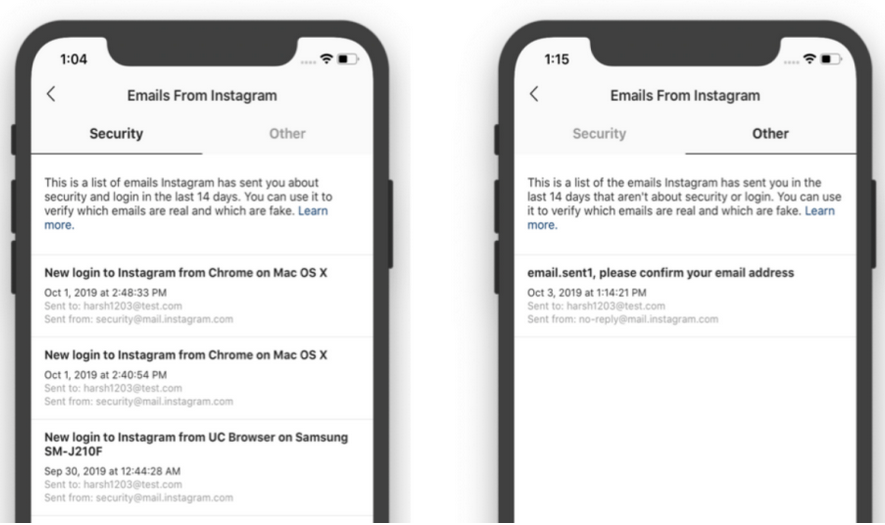 1:04
Emails From Instagram
Security
Other
This is a list of emails Instagram has sent you about
security and login in the last 14 days. You can use it to
verify which emails are real and which are fake. Learn
more.
New login to Instagram from Chrome on Mac OS X
Oct 1, 2019 at 2:48:33 PM
Sent to: harsh1203@test.com
Sent from: security@mail.instagram.com
New login to Instagram from Chrome on Mac OS X
Oct 1, 2019 at 2:40:54 PM
Sent to: harsh1203@test.com
Sent from: security@mail.instagram.com
New login to Instagram from UC Browser on Samsung
SM-J210F
Sep 30, 2019 at 12:44:28 AM
Sent to: harsh1203@test.com
Sent from: security@mail.instagram.com
1:15
Emails From Instagram
Security
Other
This is a list of the emails Instagram has sent you in the
last 14 days that aren't about security or login. You can use
it to verify which emails are real and which are fake. Learn
more.
email.sent1, please confirm your email address
Oct 3, 2019 at 1:14:21 PM
Sent to: harsh1203@test.com
Sent from: no-reply@mail.instagram.com